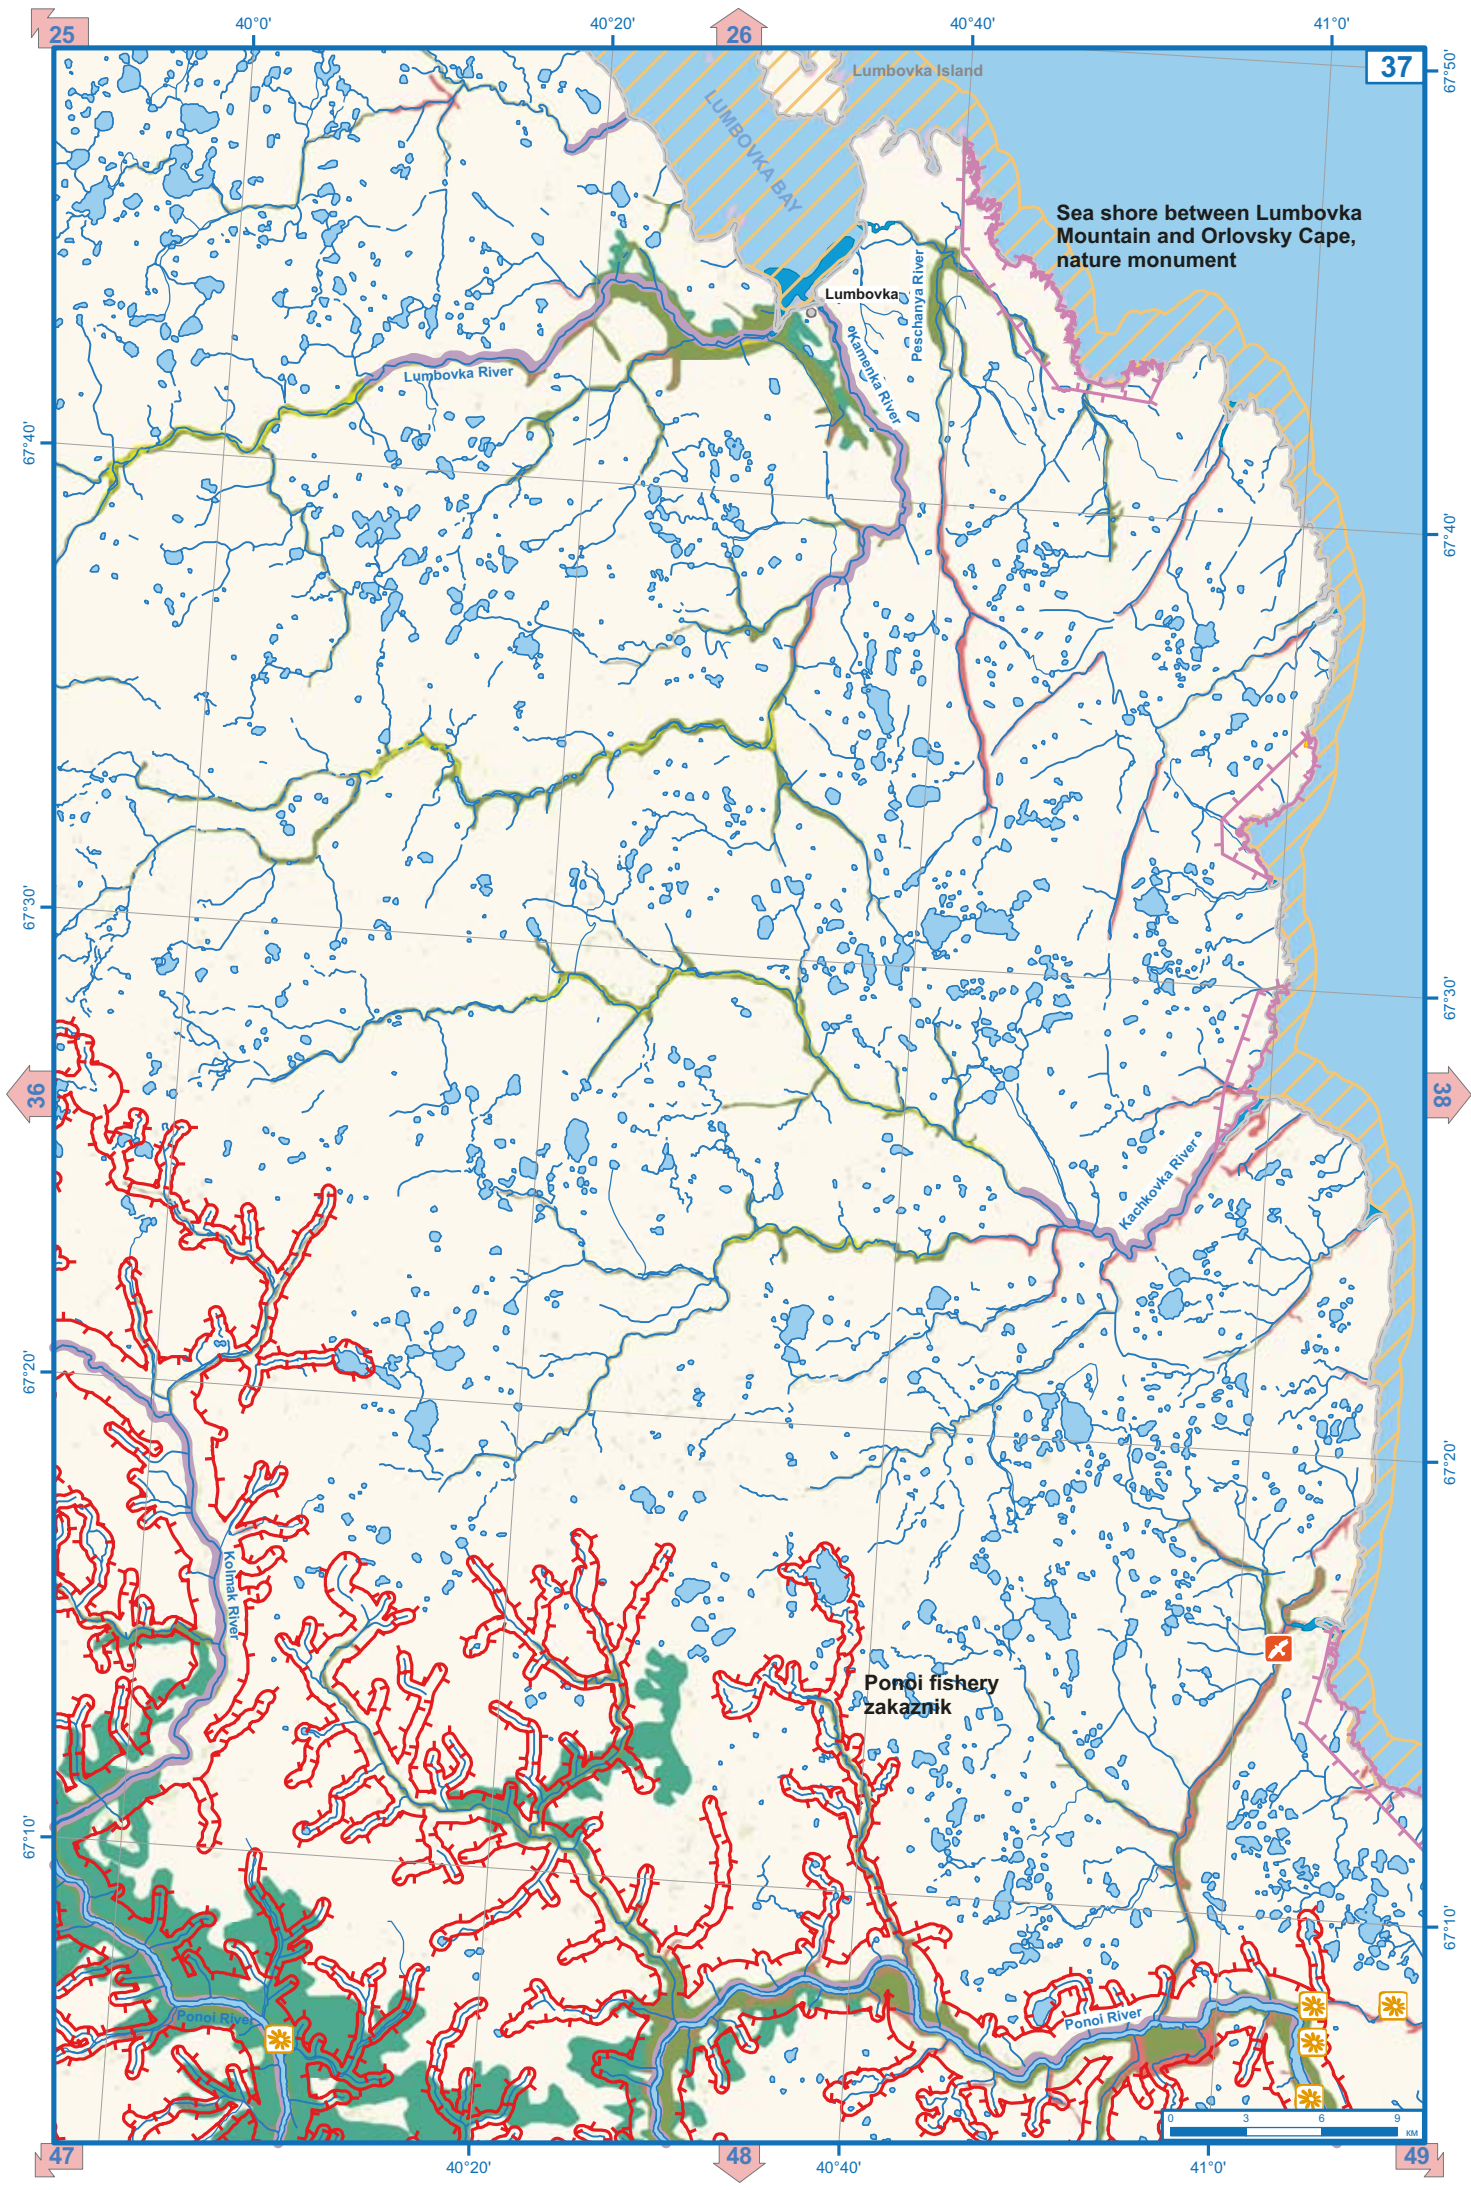 25
40°0'
40°20'
26
40°40'
41°0'
37
67°50'
Lumbovka Island
LUMBOVKA BAY
Sea shore between Lumbovka
Mountain and Orlovsky Cape,
nature monument
Lumbovka
Peschanya River
Kamenka River
Lumbovka River
67°40'
67°40'
67°30'
67°30'
36
38
Kachkovka River
67°20'
67°20'
Kolmak River
Ponoi fishery
zakaznik
67°10'
67°10'
Ponoi River
Ponoi River
0 3 6 9
км
47
40°20'
48
40°40'
41°0'
49